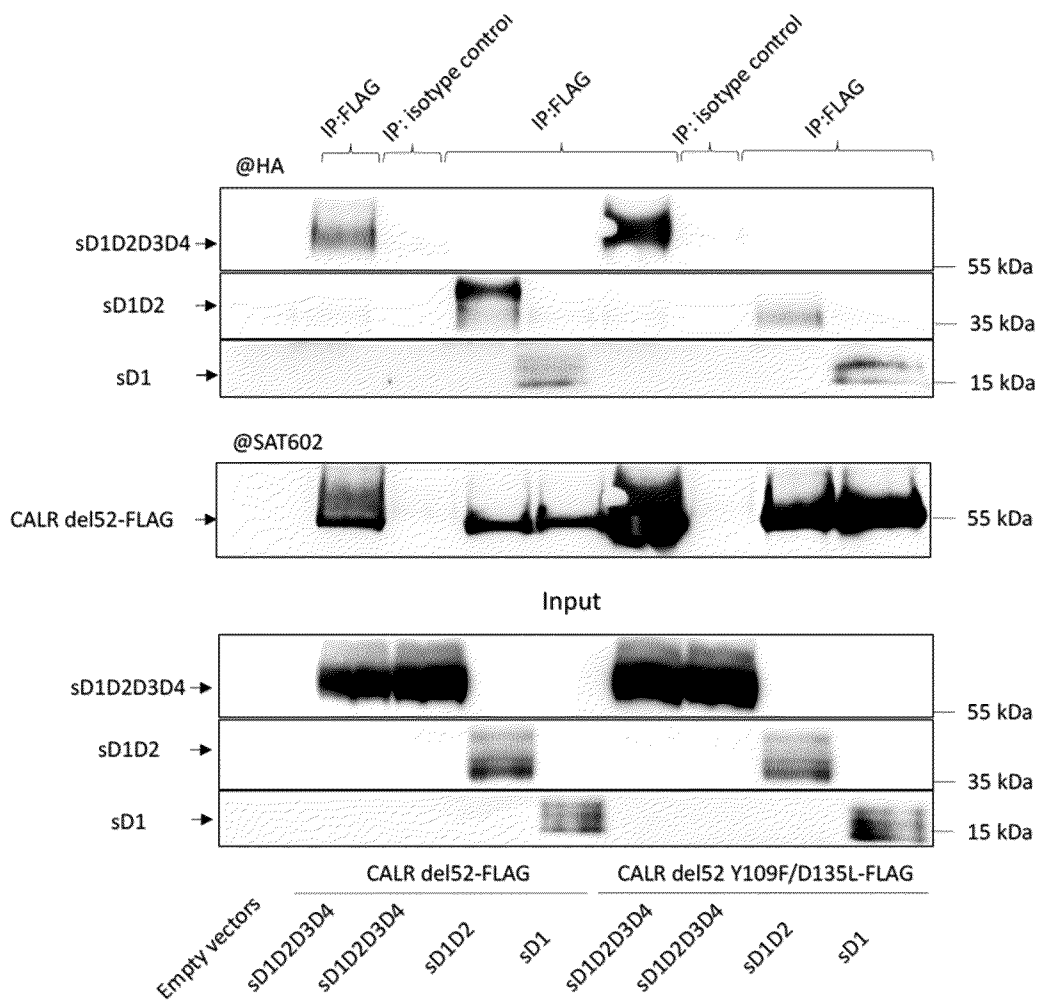 IP:FLAG
IP: isotype control
IP:FLAG
IP: isotype control
IP:FLAG
@HA
sD1D2D3D4
55 kDa
sD1D2
35 kDa
sD1
15 kDa
@SAT602
CALR del52-FLAG
55 kDa
Input
sD1D2D3D4
55 kDa
sD1D2
35 kDa
sD1
15 kDa
CALR del52-FLAG
CALR del52 Y109F/D135L-FLAG
Empty vectors
sD1D2D3D4
sD1D2D3D4
sD1D2
sD1
sD1D2D3D4
sD1D2D3D4
sD1D2
sD1